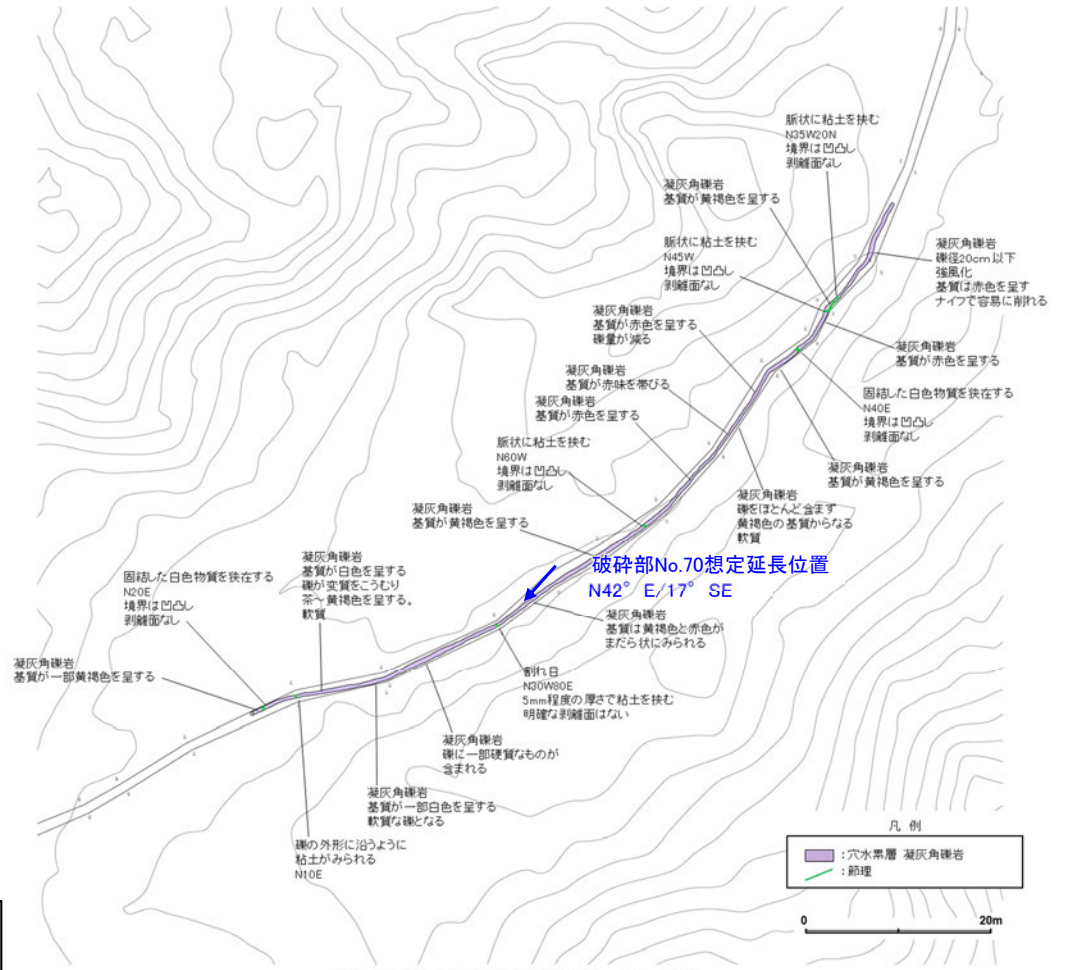 脈状に粘土を挟む
N35W20N
境界は凹凸し
剥離面なし
凝灰角礫岩
基質が黄褐色を呈する
脈状に粘土を挟む
N45W
境界は凹凸し
剥離面なし
凝灰角礫岩
礫径20cm以下
強風化
基質は赤色を呈す
ナイフで容易に削れる
凝灰角礫岩
基質が赤色を呈する
礫量が減る
凝灰角礫岩
基質が赤色を呈する
凝灰角礫岩
基質が赤味を帯びる
固結した白色物質を狭在する
N40E
境界は凹凸し
剥離面なし
凝灰角礫岩
基質が赤色を呈する
脈状に粘土を挟む
N60W
境界は凹凸し
剥離面なし
凝灰角礫岩
基質が黄褐色を呈する
凝灰角礫岩
礫をほとんど含まず
黄褐色の基質からなる
軟質
凝灰角礫岩
基質が黄褐色を呈する
破砕部No.70想定延長位置
N42° E/17° SE
凝灰角礫岩
基質が白色を呈する
礫が変質をこうむり
茶～黄褐色を呈する。
軟質
固結した白色物質を狭在する
N20E
境界は凹凸し
剥離面なし
凝灰角礫岩
基質は黄褐色と赤色が
まだら状にみられる
凝灰角礫岩
基質が一部黄褐色を呈する
割れ目
N30W80E
5mm程度の厚さで粘土を挟む
明確な剥離面はない
凝灰角礫岩
礫に一部硬質なものが
含まれる
凝灰角礫岩
基質が一部白色を呈する
軟質な礫となる
礫の外形に沿うように
粘土がみられる
N10E
凡 例
:穴水累層 凝灰角礫岩
:節理
0 20m